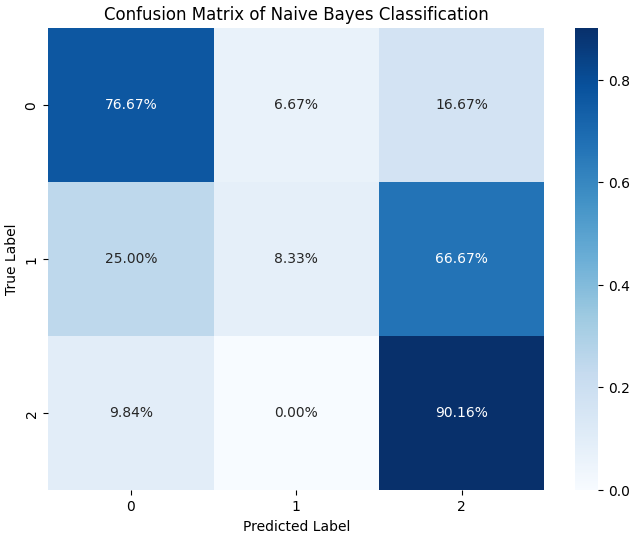 Confusion Matrix of Naive Bayes Classification
0 76.67% 6.67% 16.67%
1 25.00% 8.33% 66.67%
2 9.84% 0.00% 90.16%
True Label
0 1 2
Predicted Label
0.8
0.6
0.4
0.2
0.0